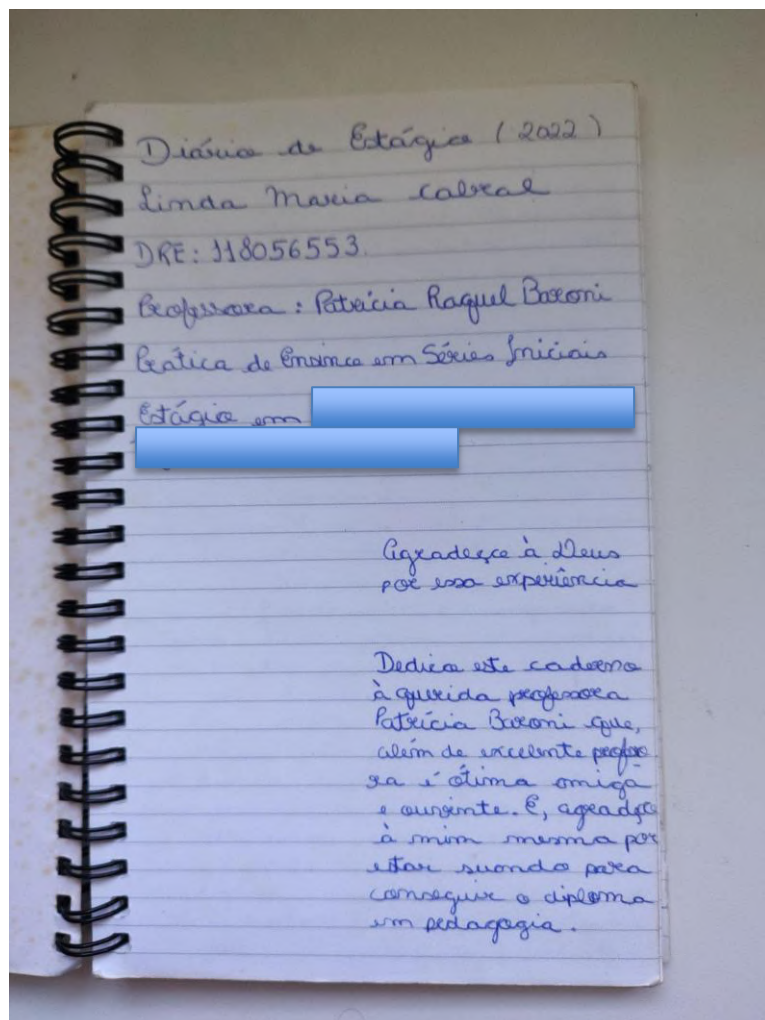 Diário de Estágio (2022)
Linda Maria Cabral
DRE: 118056553.
Professora: Patrícia Raquel Baroni
Prática de Ensino em Séries Iniciais
Estágio em
Agradeço à Deus
por essa experiência
Dedico este caderno
à querida professora
Patrícia Baroni que,
além de excelente profes
ra é ótima amiga
e ouvinte. E, agradeço
à mim mesma por
estar suando para
conseguir o diploma
em pedagogia.